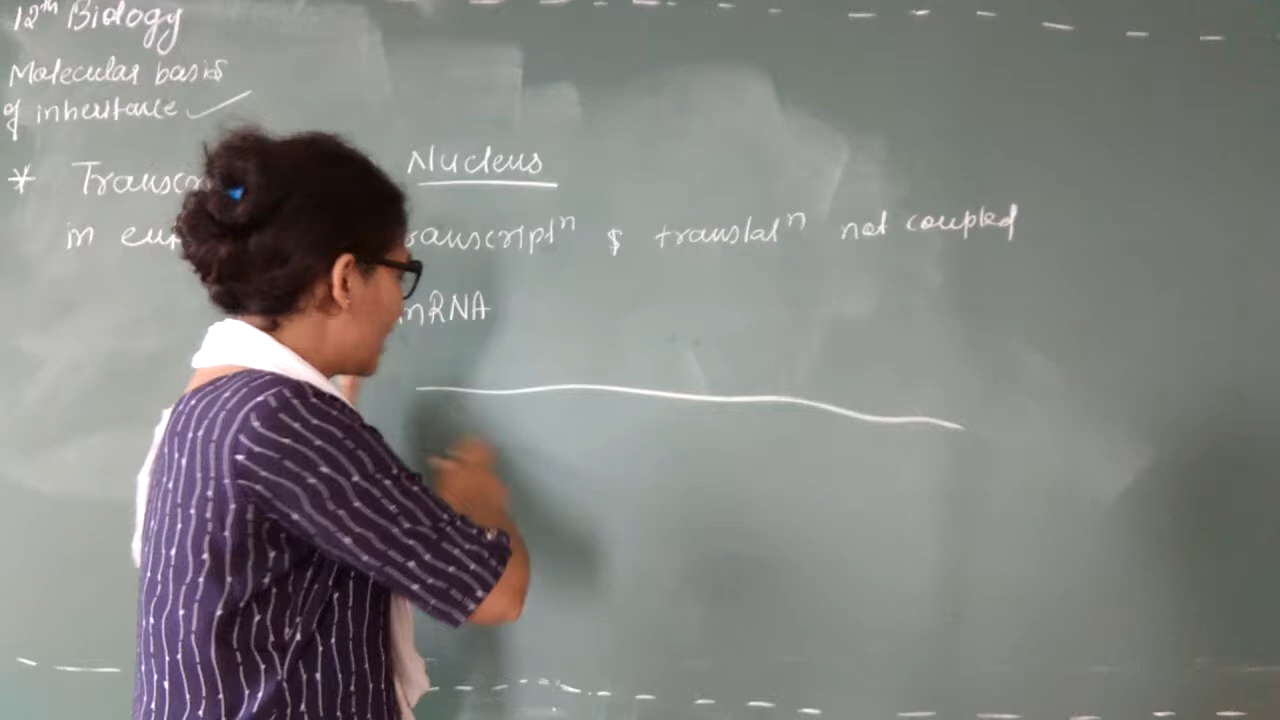 12th Biology
Molecular basis
of inheritance ✓
* Nucleus
in transcriptn & translatn not coupled
mRNA